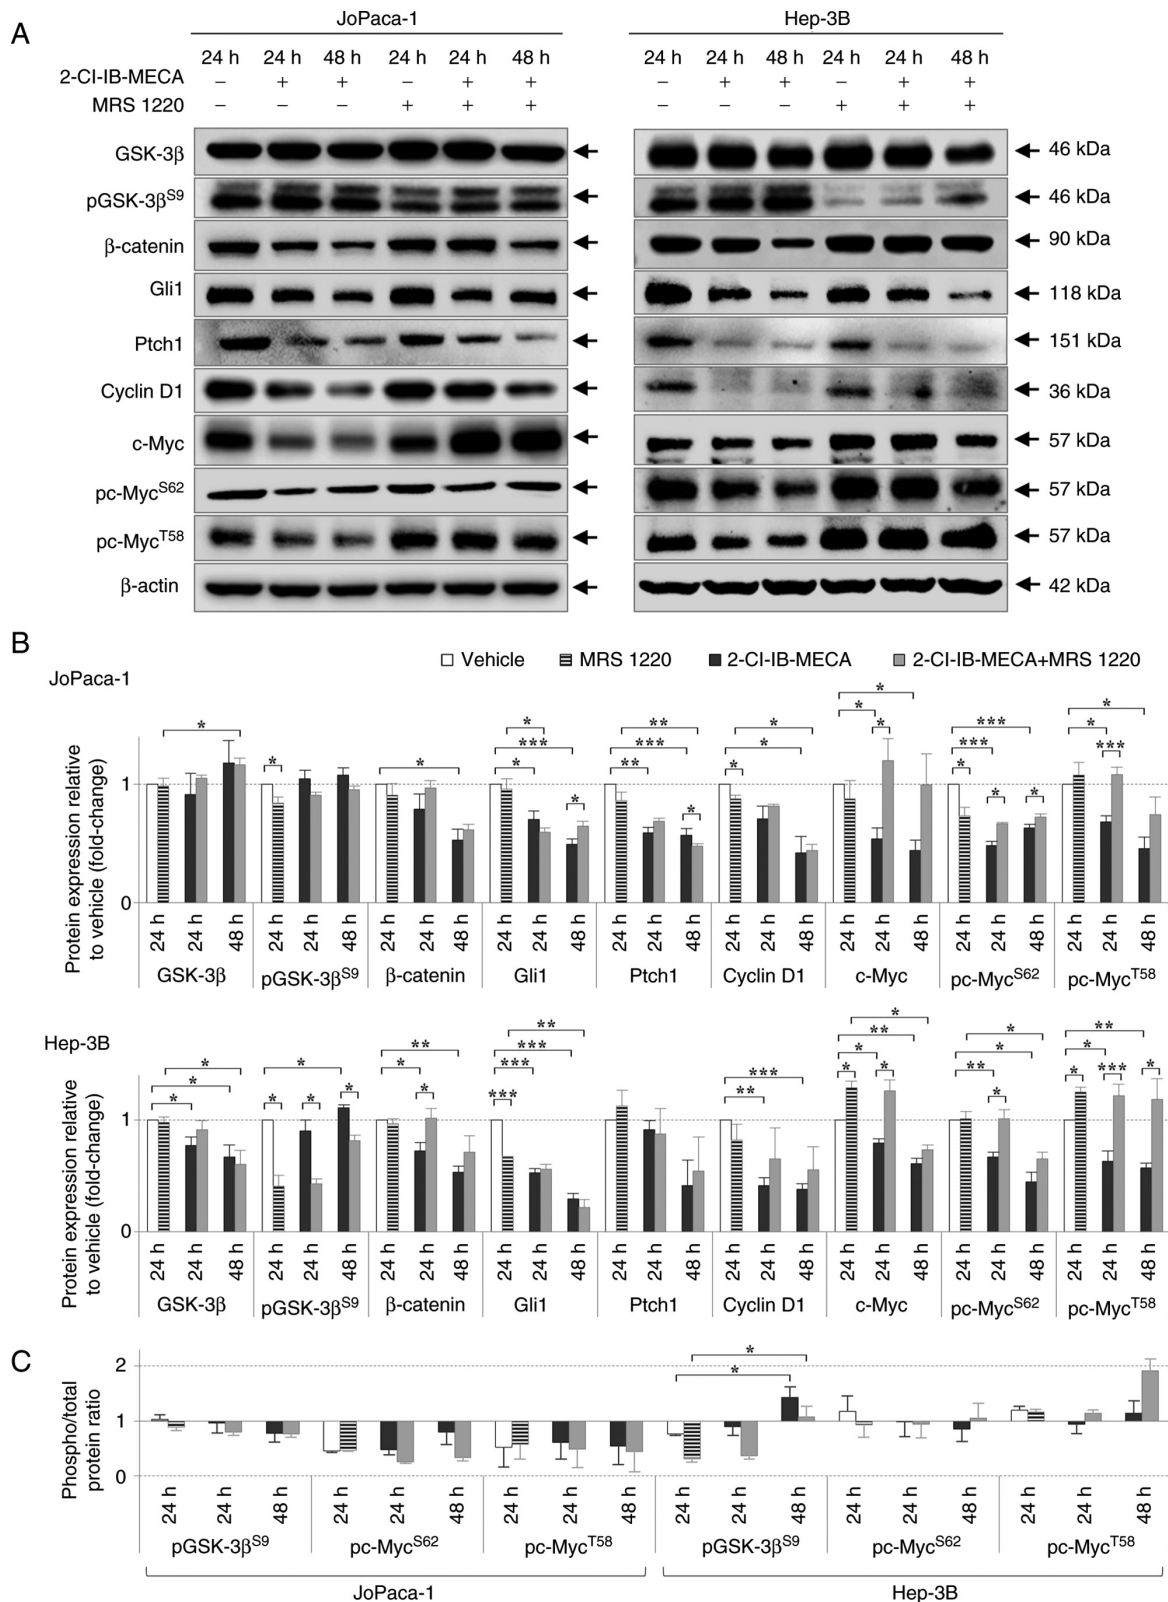 A
JoPaca-1
Hep-3B
24 h 24 h 48 h 24 h 24 h 48 h 24 h 24 h 48 h 24 h 24 h 48 h
2-CI-IB-MECA − + + − + + − + + − + +
MRS 1220 − − − + + + − − − + + +
GSK-3β 46 kDa
pGSK-3βS9 46 kDa
β-catenin 90 kDa
Gli1 118 kDa
Ptch1 151 kDa
Cyclin D1 36 kDa
c-Myc 57 kDa
pc-MycS62 57 kDa
pc-MycT58 57 kDa
β-actin 42 kDa
B
Vehicle MRS 1220 2-CI-IB-MECA 2-CI-IB-MECA+MRS 1220
JoPaca-1
Protein expression relative
to vehicle (fold-change)
1
0
* * * * *** * * ** *** ** * * * * * * * *** *** * * * * * ***
24 h 24 h 48 h 24 h 24 h 48 h 24 h 24 h 48 h 24 h 24 h 48 h 24 h 24 h 48 h 24 h 24 h 48 h 24 h 24 h 48 h 24 h 24 h 48 h 24 h 24 h 48 h
GSK-3β pGSK-3βS9 β-catenin Gli1 Ptch1 Cyclin D1 c-Myc pc-MycS62 pc-MycT58
Hep-3B
Protein expression relative
to vehicle (fold-change)
1
0
* * * * * * * ** * * ** *** *** *** *** ** * ** * * * * * ** * ** * * *** *
24 h 24 h 48 h 24 h 24 h 48 h 24 h 24 h 48 h 24 h 24 h 48 h 24 h 24 h 48 h 24 h 24 h 48 h 24 h 24 h 48 h 24 h 24 h 48 h 24 h 24 h 48 h
GSK-3β pGSK-3βS9 β-catenin Gli1 Ptch1 Cyclin D1 c-Myc pc-MycS62 pc-MycT58
C
Phospho/total
protein ratio
2
1
0
* *
24 h 24 h 48 h 24 h 24 h 48 h 24 h 24 h 48 h 24 h 24 h 48 h 24 h 24 h 48 h 24 h 24 h 48 h
pGSK-3βS9 pc-MycS62 pc-MycT58 pGSK-3βS9 pc-MycS62 pc-MycT58
JoPaca-1 Hep-3B